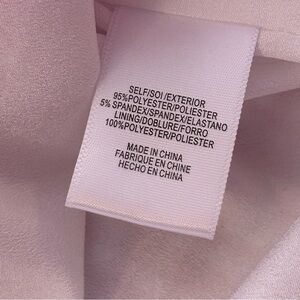 SELF/SOI/EXTERIOR
95%POLYESTER/POLIESTER
5% SPANDEX/SPANDEX/ELASTANO
LINING/DOBLURE/FORRO
100%POLYESTER/POLIESTER
MADE IN CHINA
FABRIQUE EN CHINE
HECHO EN CHINA